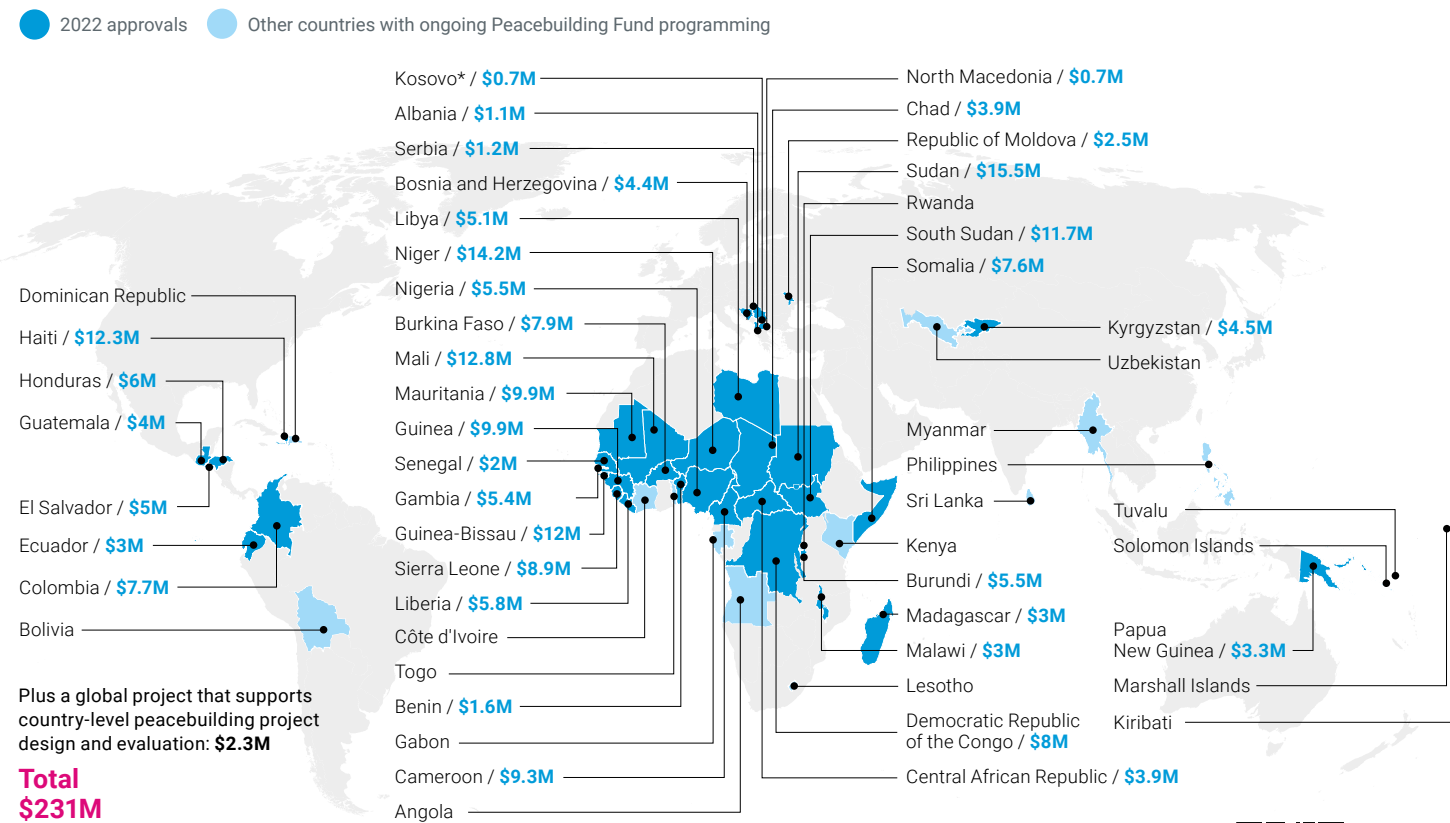 2022 approvals
Other countries with ongoing Peacebuilding Fund programming
Dominican Republic
Haiti / $12.3M
Honduras / $6M
Guatemala / $4M
El Salvador / $5M
Ecuador / $3M
Colombia / $7.7M
Bolivia
Plus a global project that supports
country-level peacebuilding project
design and evaluation: $2.3M
Total
$231M
Kosovo* / $0.7M
Albania / $1.1M
Serbia / $1.2M
Bosnia and Herzegovina / $4.4M
Libya / $5.1M
Niger / $14.2M
Nigeria / $5.5M
Burkina Faso / $7.9M
Mali / $12.8M
Mauritania / $9.9M
Guinea / $9.9M
Senegal / $2M
Gambia / $5.4M
Guinea-Bissau / $12M
Sierra Leone / $8.9M
Liberia / $5.8M
Côte d'Ivoire
Togo
Benin / $1.6M
Gabon
Cameroon / $9.3M
Angola
North Macedonia / $0.7M
Chad / $3.9M
Republic of Moldova / $2.5M
Sudan / $15.5M
Rwanda
South Sudan / $11.7M
Somalia / $7.6M
Kyrgyzstan / $4.5M
Uzbekistan
Myanmar
Philippines
Sri Lanka
Kenya
Burundi / $5.5M
Madagascar / $3M
Malawi / $3M
Lesotho
Democratic Republic
of the Congo / $8M
Central African Republic / $3.9M
Tuvalu
Solomon Islands
Papua
New Guinea / $3.3M
Marshall Islands
Kiribati